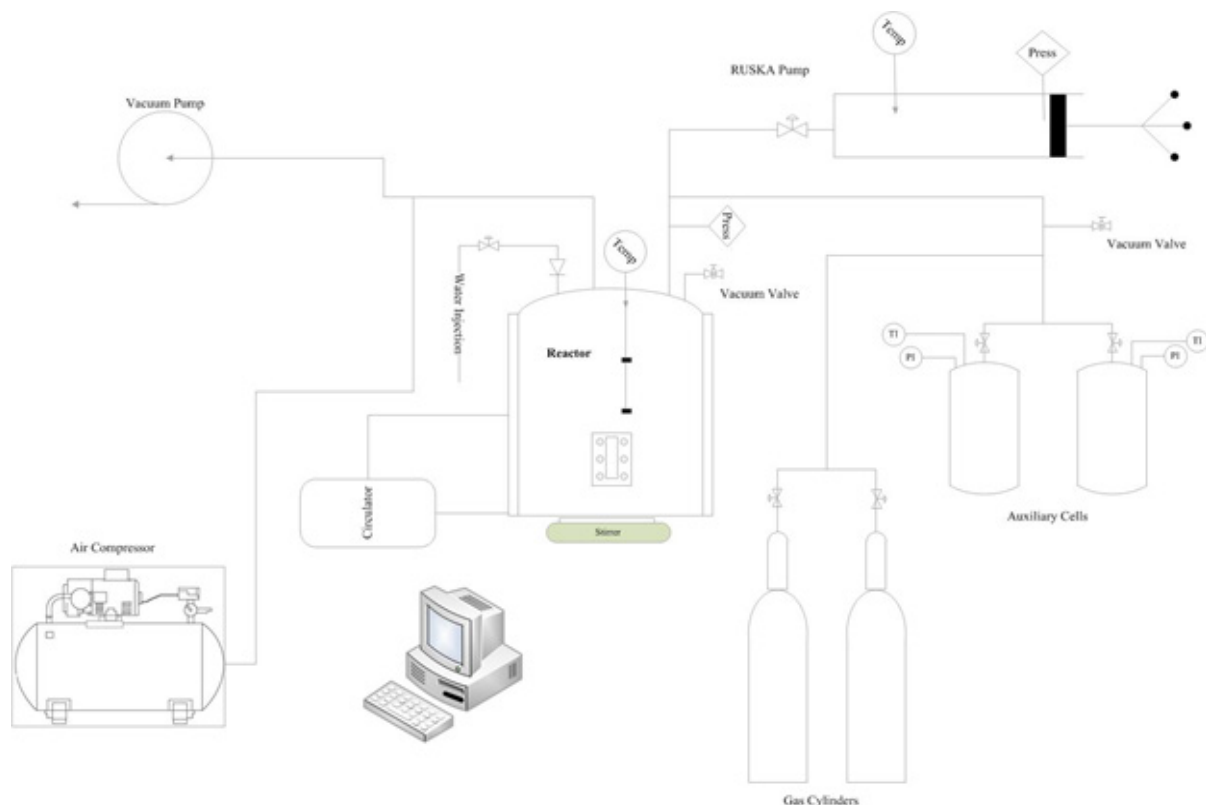 Temp
Press
RUSKA Pump
Vacuum Pump
Press
Vacuum Valve
Temp
Water Injection
Vacuum Valve
TI
PI
TI
PI
Reactor
Circulator
Stirrer
Auxiliary Cells
Air Compressor
Gas Cylinders